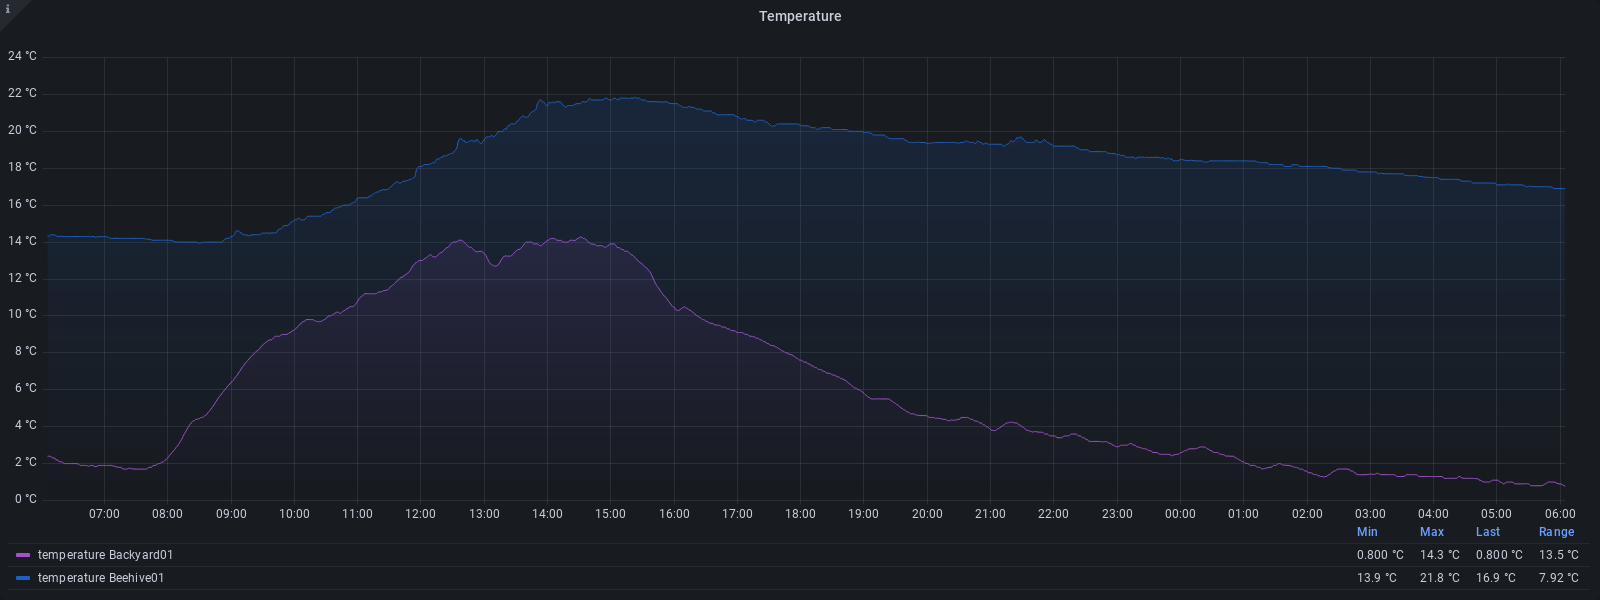 i
Temperature
24 °C
22 °C
20 °C
18 °C
16 °C
14 °C
12 °C
10 °C
8 °C
6 °C
4 °C
2 °C
0 °C
07:00 08:00 09:00 10:00 11:00 12:00 13:00 14:00 15:00 16:00 17:00 18:00 19:00 20:00 21:00 22:00 23:00 00:00 01:00 02:00 03:00 04:00 05:00 06:00
Min Max Last Range
temperature Backyard01 0.800 °C 14.3 °C 0.800 °C 13.5 °C
temperature Beehive01 13.9 °C 21.8 °C 16.9 °C 7.92 °C